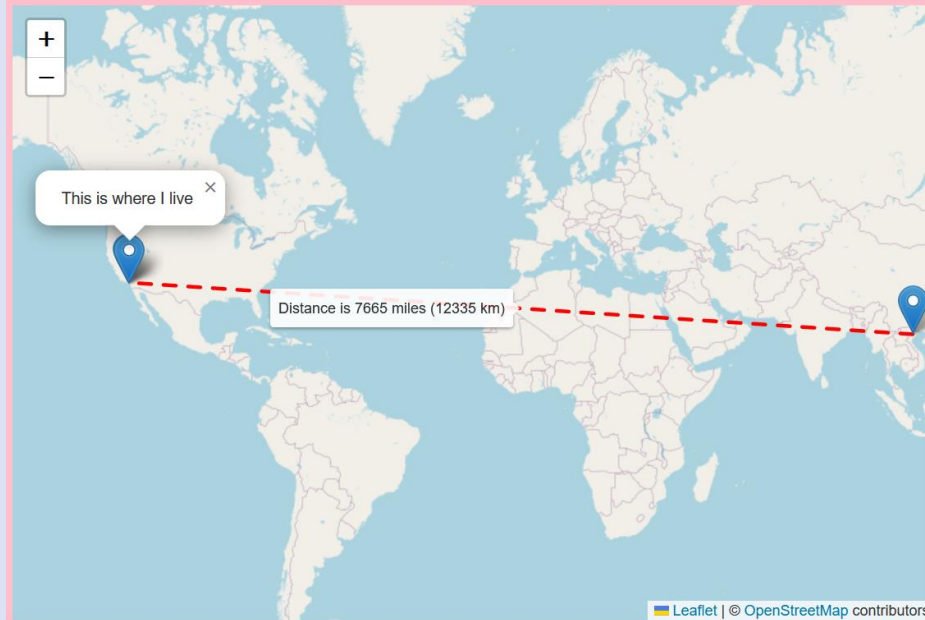 +
−
This is where I live ×
Distance is 7665 miles (12335 km)
Leaflet | © OpenStreetMap contributors